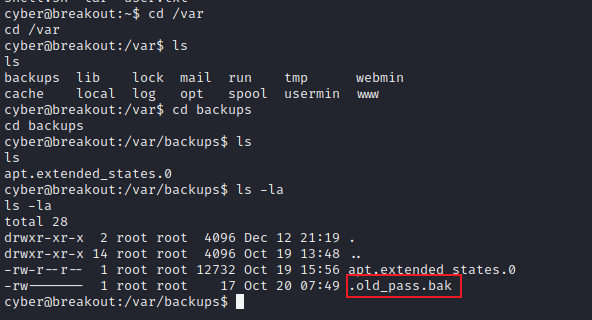 cyber@breakout:~$ cd /var
cd /var
cyber@breakout:/var$ ls
ls
backups  lib    lock  mail  run    tmp      webmin
cache    local  log   opt   spool  usermin  www
cyber@breakout:/var$ cd backups
cd backups
cyber@breakout:/var/backups$ ls
ls
apt.extended_states.0
cyber@breakout:/var/backups$ ls -la
ls -la
total 28
drwxr-xr-x  2 root root  4096 Dec 12 21:19 .
drwxr-xr-x 14 root root  4096 Oct 19 13:48 ..
-rw-r--r--  1 root root 12732 Oct 19 15:56 apt.extended_states.0
-rw-------  1 root root    17 Oct 20 07:49 .old_pass.bak
cyber@breakout:/var/backups$